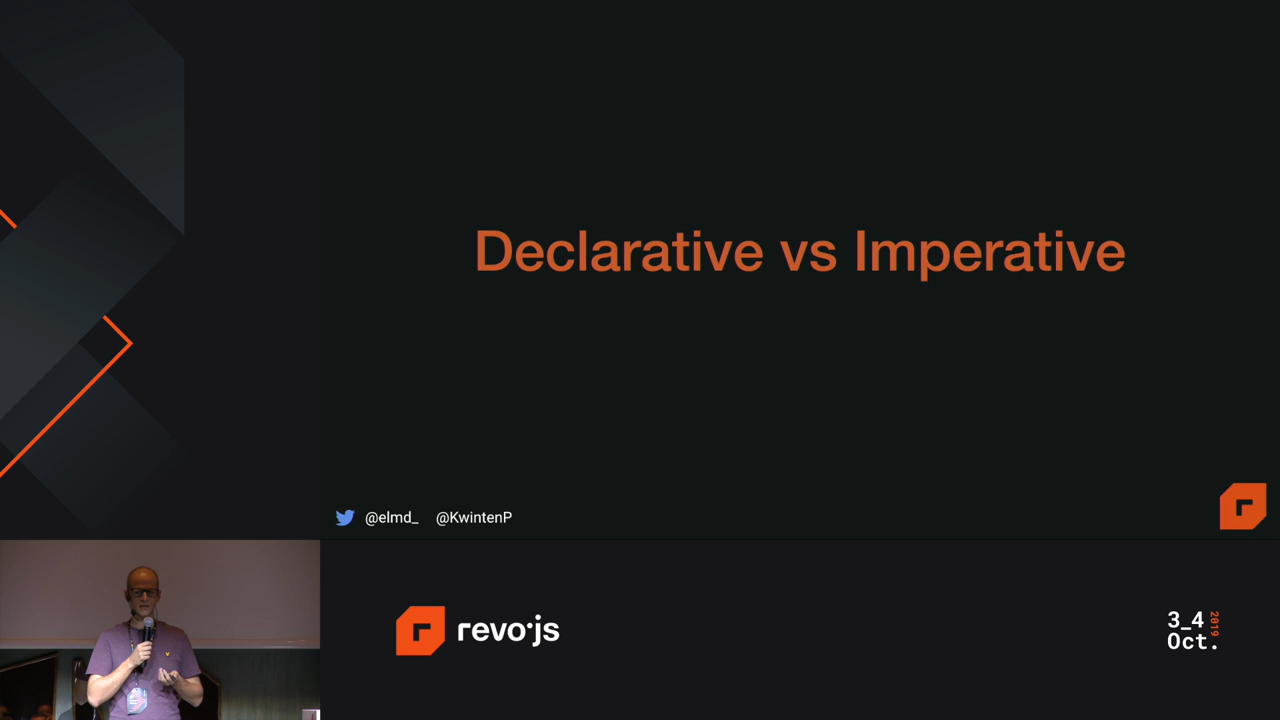 Declarative vs Imperative
@elmd_ @KwintenP
revo·js
3_4
Oct.
2019